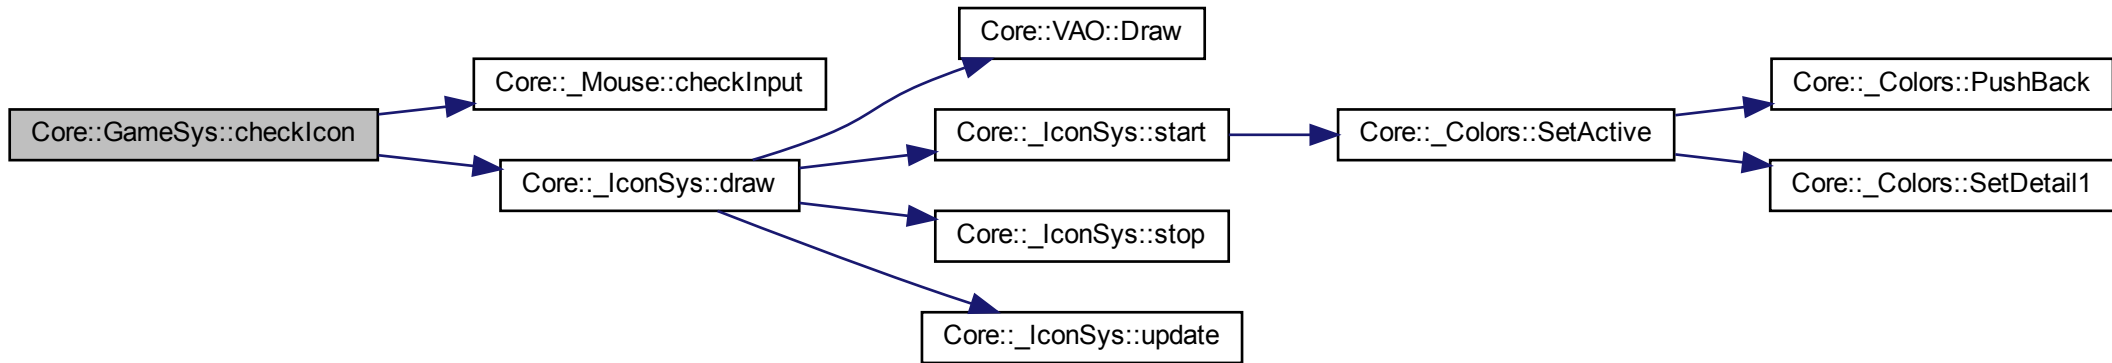 Core::GameSys::checkIcon
Core::_Mouse::checkInput
Core::_IconSys::draw
Core::VAO::Draw
Core::_IconSys::start
Core::_IconSys::stop
Core::_IconSys::update
Core::_Colors::SetActive
Core::_Colors::PushBack
Core::_Colors::SetDetail1